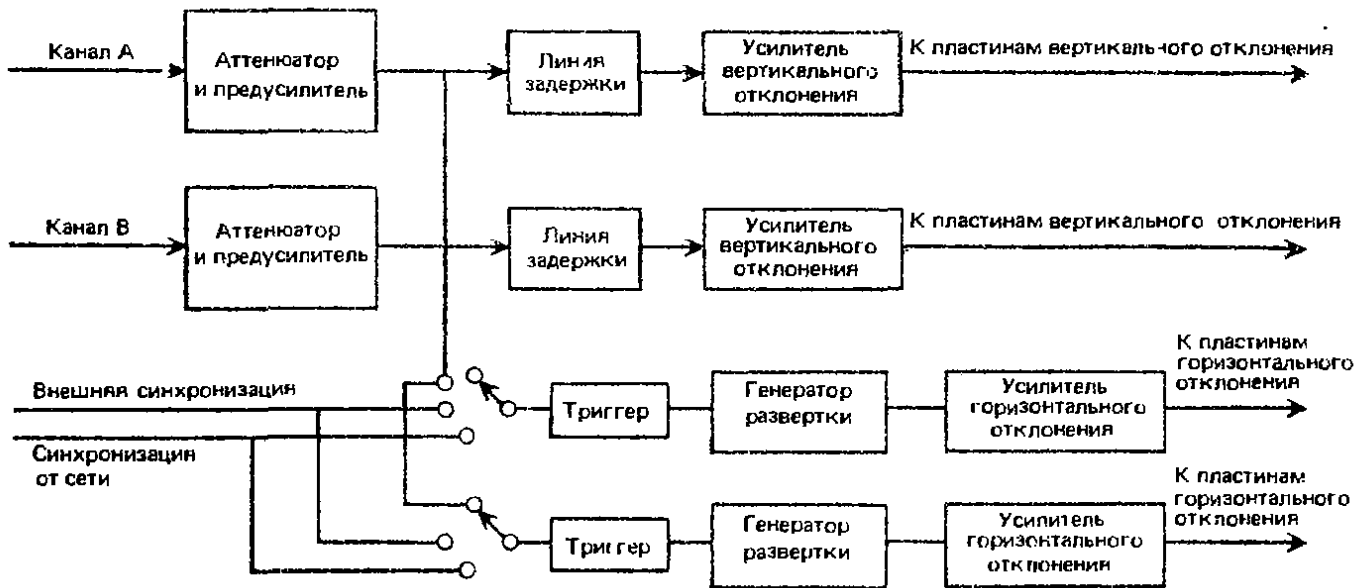 Канал А
Аттенюатор
и предусилитель
Линия
задержки
Усилитель
вертикального
отклонения
К пластинам вертикального отклонения
Канал В
Аттенюатор
и предусилитель
Линия
задержки
Усилитель
вертикального
отклонения
К пластинам вертикального отклонения
Внешняя синхронизация
Синхронизация
от сети
Триггер
Генератор
развертки
Усилитель
горизонтального
отклонения
К пластинам
горизонтального
отклонения
Триггер
Генератор
развертки
Усилитель
горизонтального
отклонения
К пластинам
горизонтального
отклонения